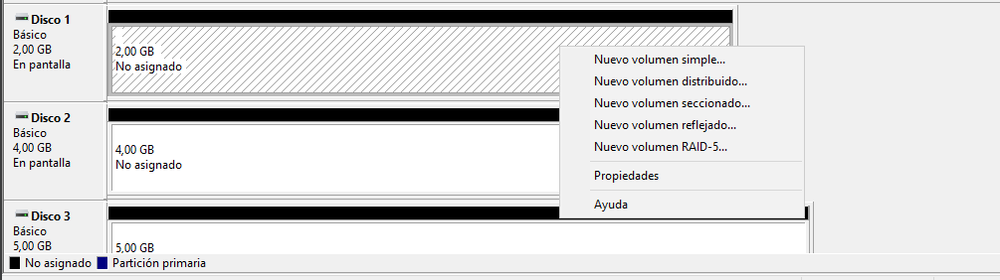 Disco 1
Básico
2,00 GB
En pantalla
2,00 GB
No asignado
Nuevo volumen simple...
Nuevo volumen distribuido...
Nuevo volumen seccionado...
Nuevo volumen reflejado...
Nuevo volumen RAID-5...
Propiedades
Ayuda
Disco 2
Básico
4,00 GB
En pantalla
4,00 GB
No asignado
Disco 3
Básico
5,00 GB
5,00 GB
No asignado Partición primaria